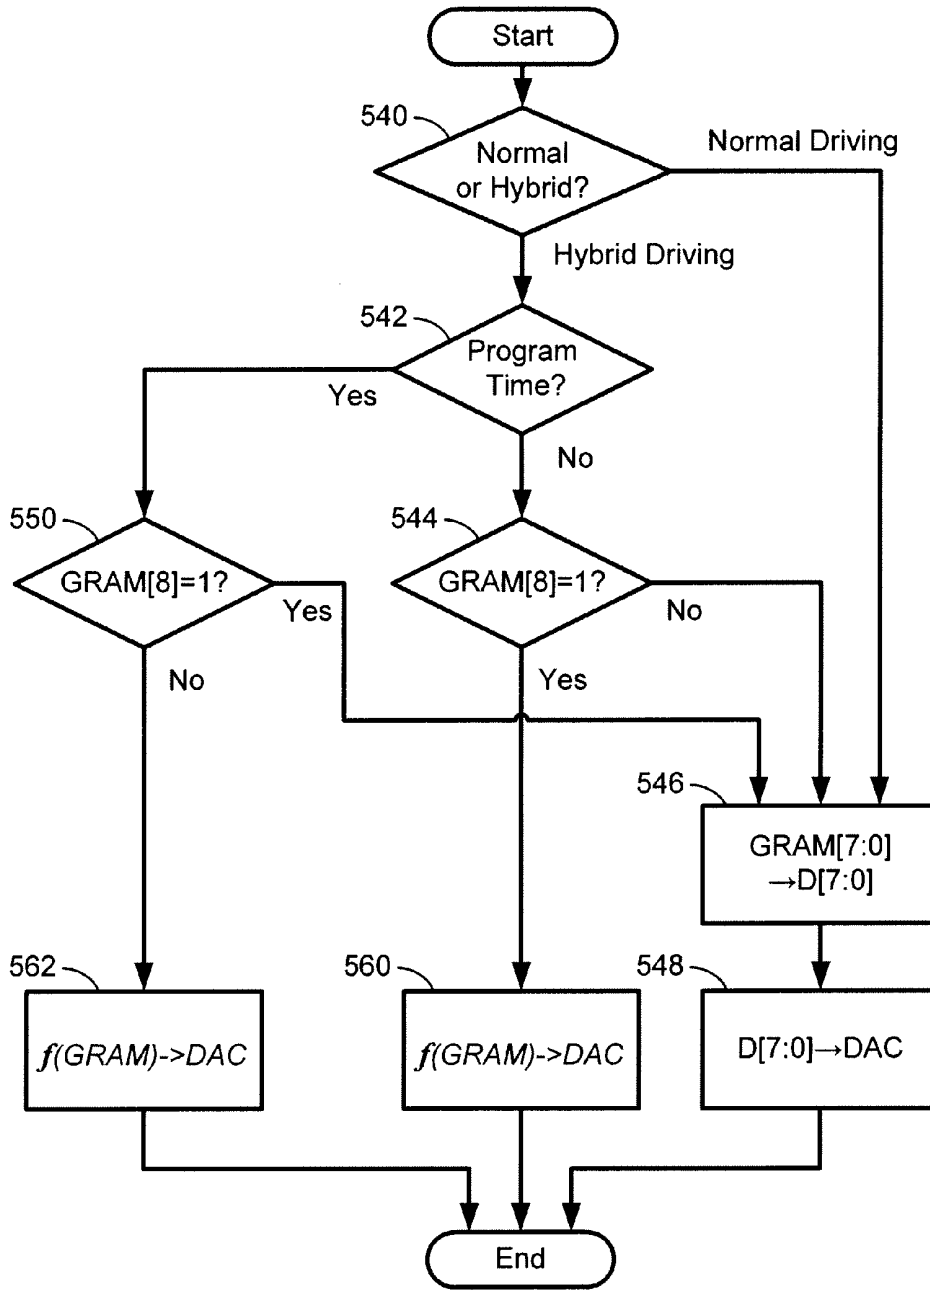 Start
540
Normal
or Hybrid?
Normal Driving
Hybrid Driving
542
Program
Time?
Yes
No
550
GRAM[8]=1?
Yes
No
544
GRAM[8]=1?
No
Yes
546
GRAM[7:0]
→D[7:0]
562
f(GRAM)->DAC
560
f(GRAM)->DAC
548
D[7:0]→DAC
End